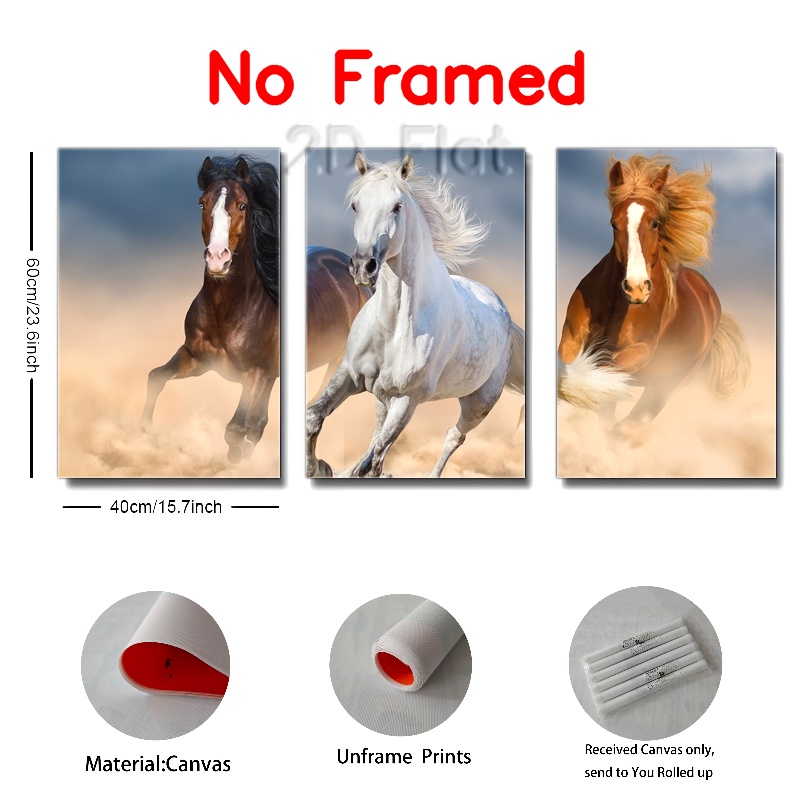 No Framed
2D Flat
60cm/23.6inch
40cm/15.7inch
Material:Canvas
Unframe Prints
Received Canvas only,
send to You Rolled up